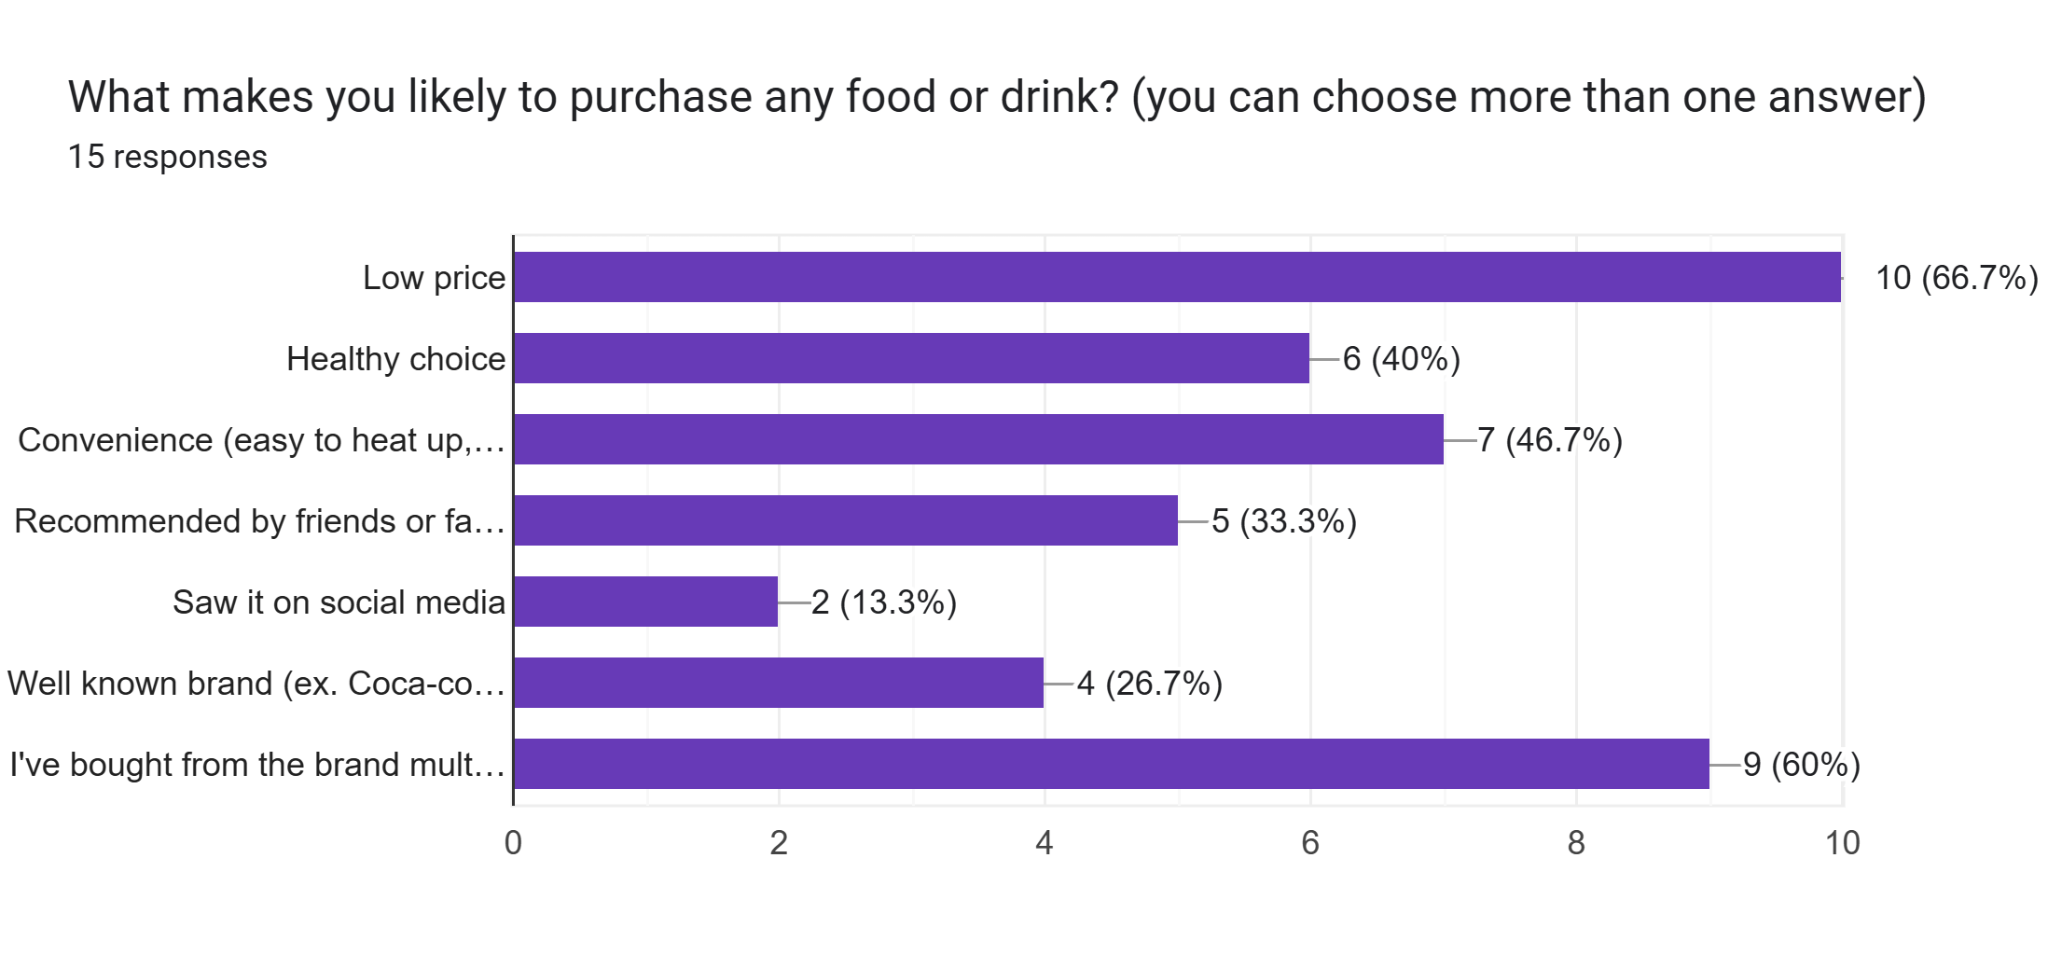 What makes you likely to purchase any food or drink? (you can choose more than one answer)
15 responses
Low price
10 (66.7%)
Healthy choice
6 (40%)
Convenience (easy to heat up,…
7 (46.7%)
Recommended by friends or fa…
5 (33.3%)
Saw it on social media
2 (13.3%)
Well known brand (ex. Coca-co…
4 (26.7%)
I've bought from the brand mult…
9 (60%)
0 2 4 6 8 10